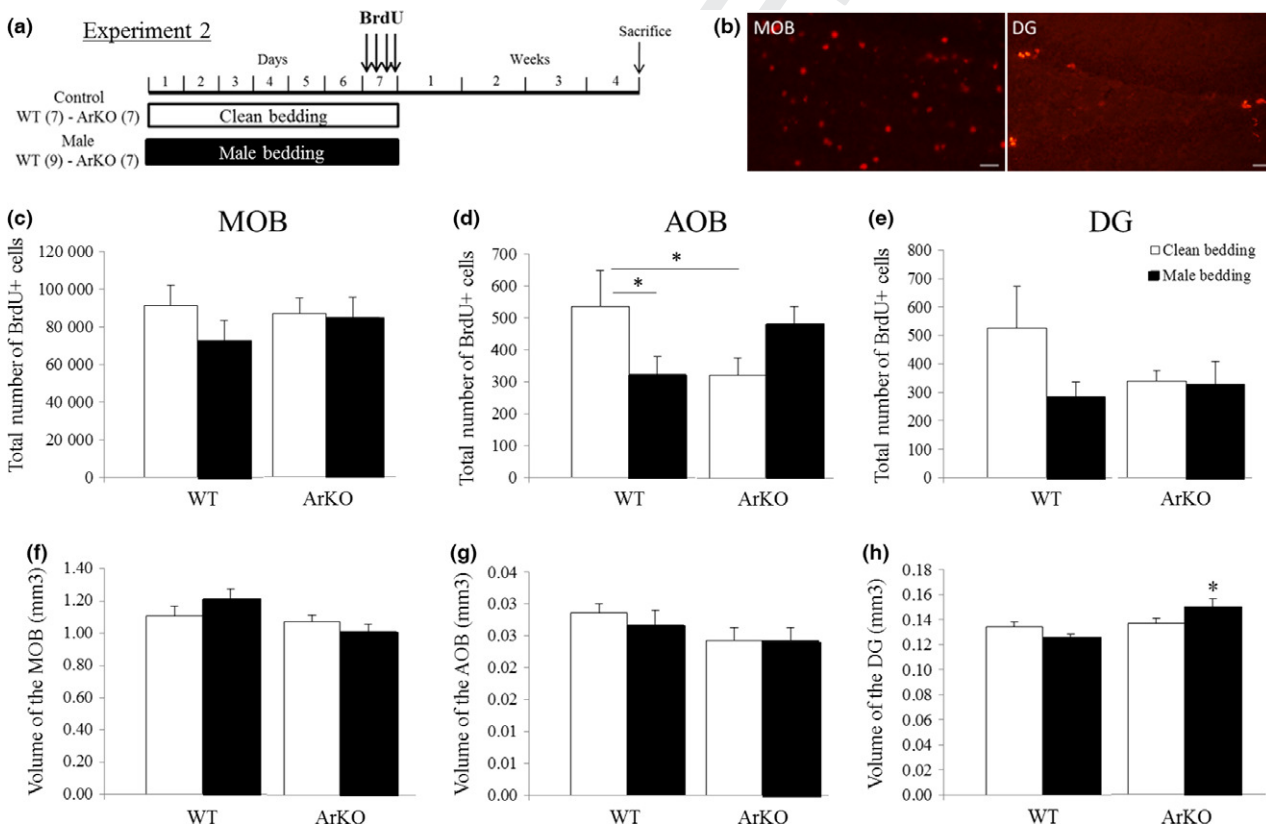 (a)
Experiment 2
BrdU
Sacrifice
Days
Weeks
1 2 3 4 5 6 7 1 2 3 4
Control
WT (7) - ArKO (7)
Clean bedding
Male
WT (9) - ArKO (7)
Male bedding
(b)
MOB
DG
(c)
MOB
Total number of BrdU+ cells
120 000
100 000
80 000
60 000
40 000
20 000
0
WT
ArKO
(d)
AOB
Total number of BrdU+ cells
700
600
500
400
300
200
100
0
*
*
WT
ArKO
(e)
DG
Total number of BrdU+ cells
800
700
600
500
400
300
200
100
0
Clean bedding
Male bedding
WT
ArKO
(f)
Volume of the MOB (mm3)
1.40
1.20
1.00
0.80
0.60
0.40
0.20
0.00
WT
ArKO
(g)
Volume of the AOB (mm3)
0.04
0.03
0.03
0.02
0.02
0.01
0.01
0.00
WT
ArKO
(h)
Volume of the DG (mm3)
0.18
0.16
0.14
0.12
0.10
0.08
0.06
0.04
0.02
0.00
*
WT
ArKO